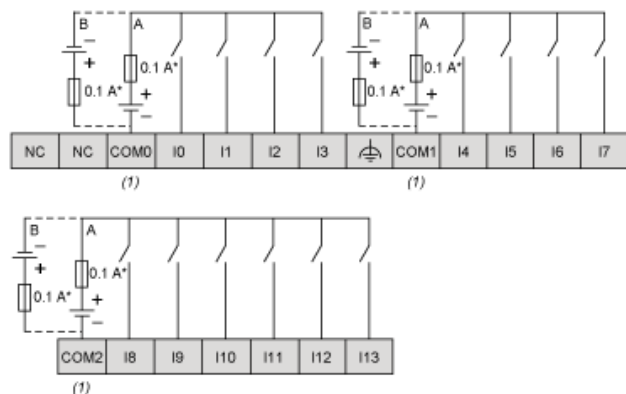 B A B A
− −
+ 0.1 A* + 0.1 A*
0.1 A* + 0.1 A* +
− −
NC NC COM0 I0 I1 I2 I3 COM1 I4 I5 I6 I7
(1) (1)
B A
−
+ 0.1 A*
0.1 A* +
−
COM2 I8 I9 I10 I11 I12 I13
(1)